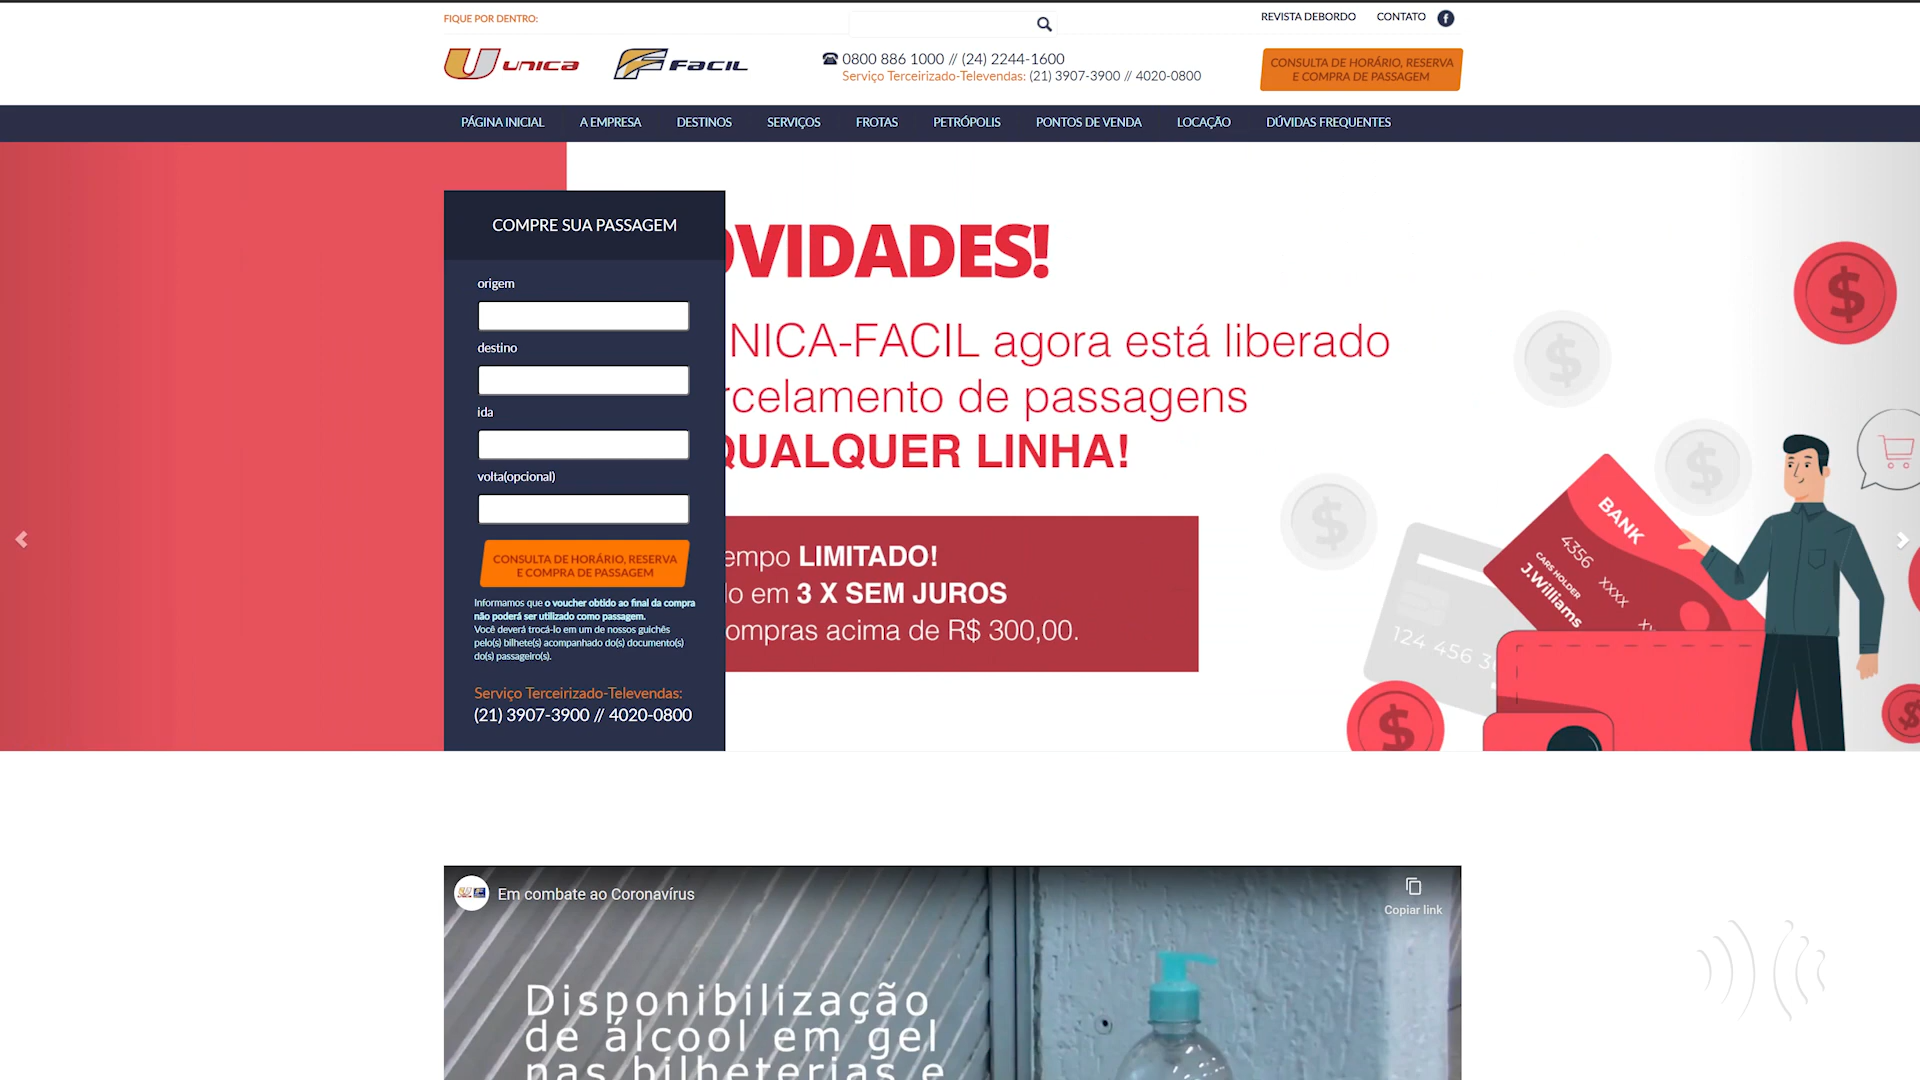 FIQUE POR DENTRO:
REVISTA DEBORDO
CONTATO
UNICA
FACIL
0800 886 1000 // (24) 2244-1600
Serviço Terceirizado-Televendas: (21) 3907-3900 // 4020-0800
CONSULTA DE HORÁRIO, RESERVA
E COMPRA DE PASSAGEM
PÁGINA INICIAL
A EMPRESA
DESTINOS
SERVIÇOS
FROTAS
PETRÓPOLIS
PONTOS DE VENDA
LOCAÇÃO
DÚVIDAS FREQUENTES
COMPRE SUA PASSAGEM
origem
destino
ida
volta(opcional)
CONSULTA DE HORÁRIO, RESERVA
E COMPRA DE PASSAGEM
Informamos que o voucher obtido ao final da compra
não poderá ser utilizado como passagem.
Você deverá trocá-lo em um de nossos guichês
pelo(s) bilhete(s) acompanhado do(s) documento(s)
do(s) passageiro(s).
Serviço Terceirizado-Televendas:
(21) 3907-3900 // 4020-0800
OVIDADES!
NICA-FACIL agora está liberado
rcelamento de passagens
QUALQUER LINHA!
empo LIMITADO!
do em 3 X SEM JUROS
ompras acima de R$ 300,00.
BANK
4356 XXXX
CARS HOLDER
J.Williams
124 456
Em combate ao Coronavírus
Copiar link
Disponibilização
de álcool em gel
nas bilheterias e